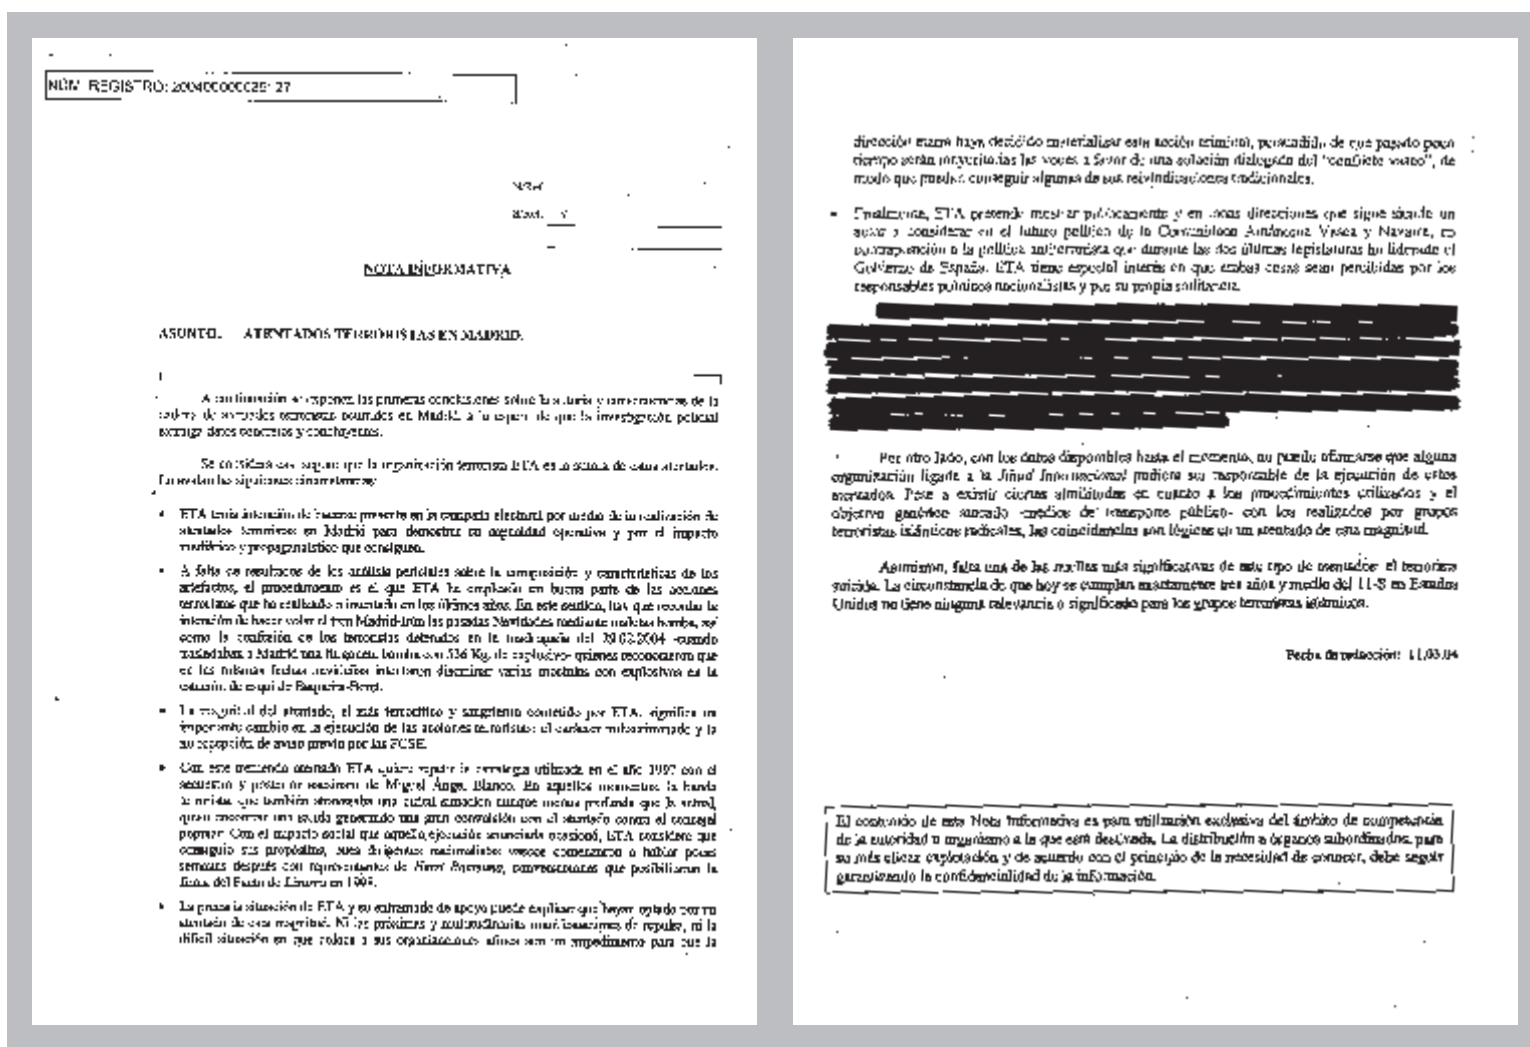 NÚM. REGISTRO:
NOTA INFORMATIVA
ASUNTO. ATENTADOS TERRORISTAS EN MADRID.
A continuación se exponen las primeras conclusiones sobre la autoría y características de la
cadena de atentados terroristas ocurridos en Madrid, a la espera de que la investigación policial
obtenga datos concretos y concluyentes.
Se considera casi seguro que la organización terrorista ETA es la autora de estos atentados.
Lo avalan las siguientes circunstancias:
- ETA tenía intención de hacerse presente en la campaña electoral por medio de la realización de
atentados terroristas en Madrid para demostrar su capacidad operativa y por el impacto
mediático y propagandístico que consiguen.
- A falta de resultados de los análisis periciales sobre la composición y características de los
artefactos, el procedimiento es el que ETA ha empleado en buena parte de las acciones
terroristas que ha realizado o intentado en los últimos años. En este sentido, hay que recordar la
intención de hacer volar el tren Madrid-Irún las pasadas Navidades mediante maletas bomba, así
como la confesión de los terroristas detenidos en la madrugada del 29.02.2004 -cuando
trasladaban a Madrid una furgoneta bomba con 536 Kg. de explosivo- quienes reconocieron que
en las mismas fechas navideñas intentaron diseminar varias mochilas con explosivos en la
estación de esquí de Baqueira-Beret.
- La magnitud del atentado, el más terrorífico y sangriento cometido por ETA, significa un
importante cambio en la ejecución de las acciones terroristas: el carácter indiscriminado y la
no recepción de aviso previo por las FCSE.
- Con este tremendo atentado ETA quiere repetir la estrategia utilizada en el año 1997 con el
secuestro y posterior asesinato de Miguel Ángel Blanco. En aquellos momentos, la banda
terrorista, que también atravesaba una crítica situación aunque menos profunda que la actual,
quiso encontrar una salida generando una gran convulsión con el atentado contra el concejal
popular. Con el impacto social que aquella ejecución anunciada ocasionó, ETA considera que
consiguió sus propósitos, pues dirigentes nacionalistas vascos comenzaron a hablar pocas
semanas después con representantes de Herri Batasuna, conversaciones que posibilitaron la
firma del Pacto de Lizarra en 1998.
- La precaria situación de ETA y su entramado de apoyo puede explicar que hayan optado por un
atentado de esta magnitud. Ni las próximas y multitudinarias manifestaciones de repulsa, ni la
difícil situación en que coloca a sus organizaciones afines son un impedimento para que la
dirección etarra haya decidido materializar esta acción criminal, persuadida de que pasado poco
tiempo serán mayoritarias las voces a favor de una solución dialogada del "conflicto vasco", de
modo que puedan conseguir algunas de sus reivindicaciones tradicionales.
- Finalmente, ETA pretende mostrar públicamente y en todas direcciones que sigue siendo un
actor a considerar en el futuro político de la Comunidad Autónoma Vasca y Navarra, en
contraposición a la política antiterrorista que durante las dos últimas legislaturas ha liderado el
Gobierno de España. ETA tiene especial interés en que ambas cosas sean percibidas por los
responsables políticos nacionalistas y por su propia militancia.
Por otro lado, con los datos disponibles hasta el momento, no puede afirmarse que alguna
organización ligada a la Jihad Internacional pudiera ser responsable de la ejecución de estos
atentados. Pese a existir ciertas similitudes en cuanto a los procedimientos utilizados y el
objetivo genérico atacado -medios de transporte público- con los realizados por grupos
terroristas islámicos radicales, las coincidencias son lógicas en un atentado de esta magnitud.
Asimismo, falta una de las huellas más significativas de este tipo de atentados: el terrorista
suicida. La circunstancia de que hoy se cumplan exactamente tres años y medio del 11-S en Estados
Unidos no tiene ninguna relevancia o significado para los grupos terroristas islámicos.
Fecha de redacción: 11.03.04
El contenido de esta Nota Informativa es para utilización exclusiva del ámbito de competencia
de la autoridad u organismo a la que está destinada. La distribución a órganos subordinados, para
su más eficaz explotación y de acuerdo con el principio de la necesidad de conocer, debe seguir
garantizando la confidencialidad de la información.